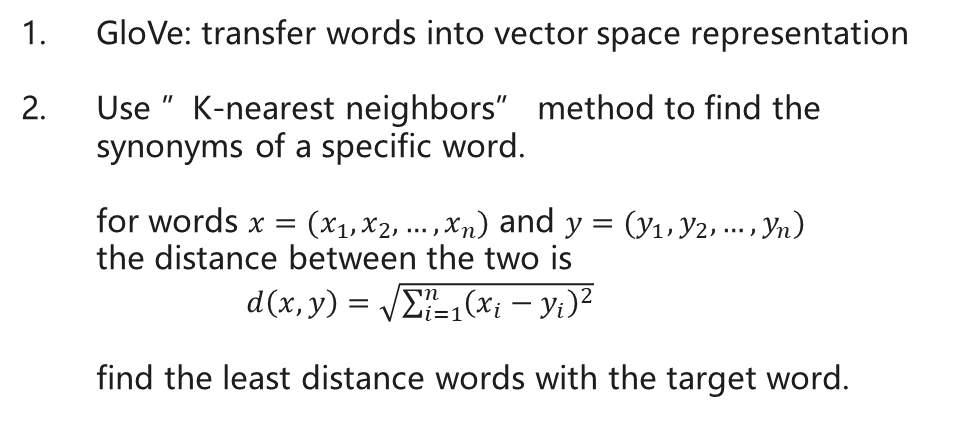 1. GloVe: transfer words into vector space representation
2. Use ” K-nearest neighbors” method to find the
synonyms of a specific word.
for words x = (x₁, x₂, … , xₙ) and y = (y₁, y₂, … , yₙ)
the distance between the two is
d(x, y) = √∑ⁿᵢ₌₁(xᵢ − yᵢ)²
find the least distance words with the target word.